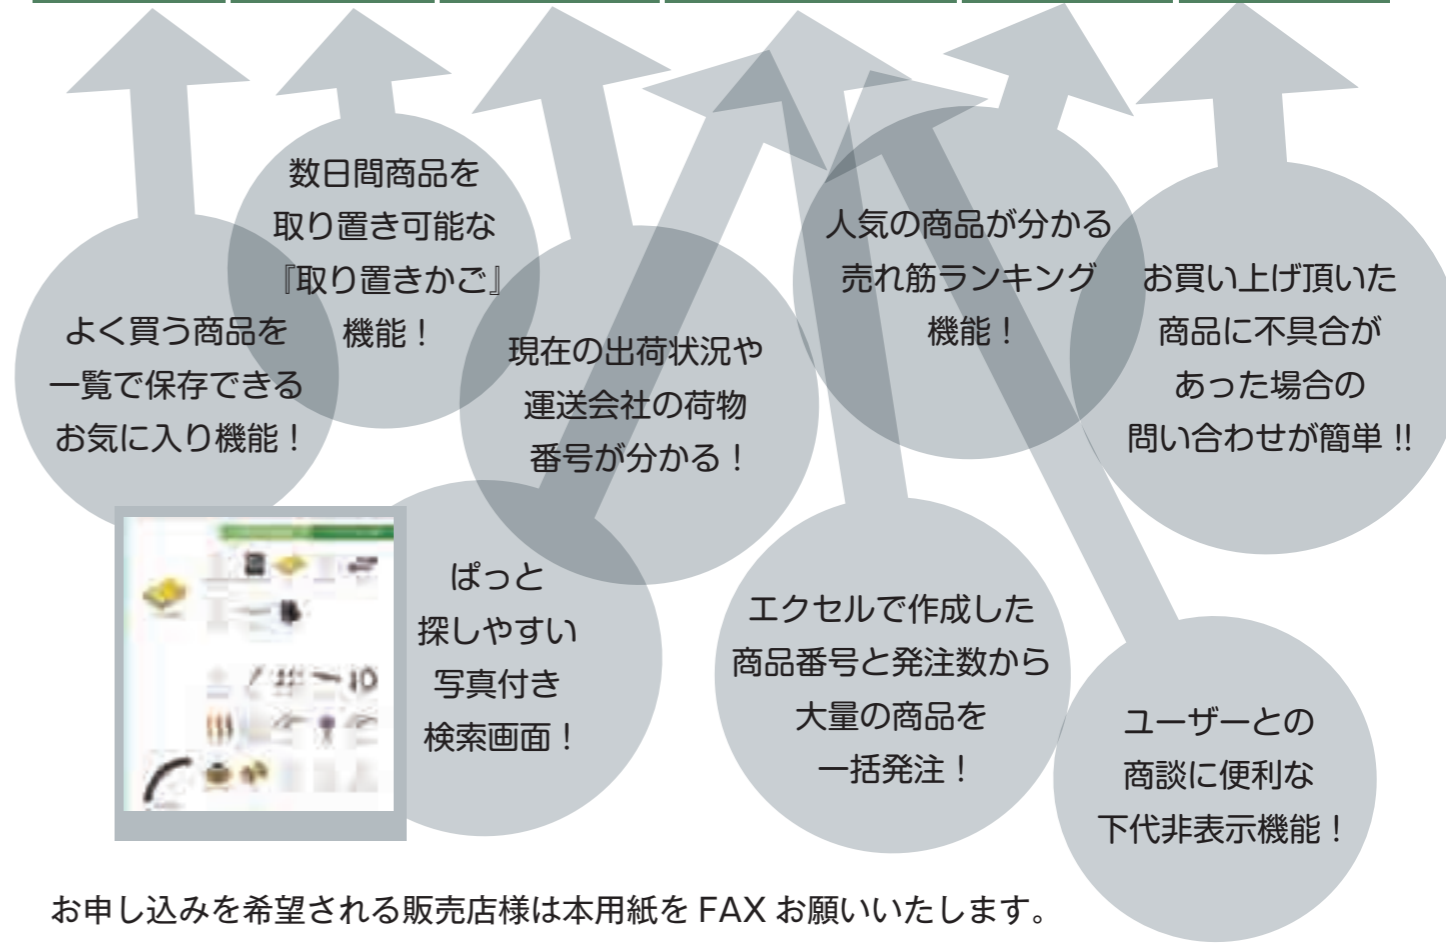 よく買う商品を
一覧で保存できる
お気に入り機能！
数日間商品を
取り置き可能な
『取り置きかご』
機能！
現在の出荷状況や
運送会社の荷物
番号が分かる！
人気の商品が分かる
売れ筋ランキング
機能！
お買い上げ頂いた
商品に不具合が
あった場合の
問い合わせが簡単 !!
ぱっと
探しやすい
写真付き
検索画面！
エクセルで作成した
商品番号と発注数から
大量の商品を
一括発注！
ユーザーとの
商談に便利な
下代非表示機能！
お申し込みを希望される販売店様は本用紙を FAX お願いいたします。